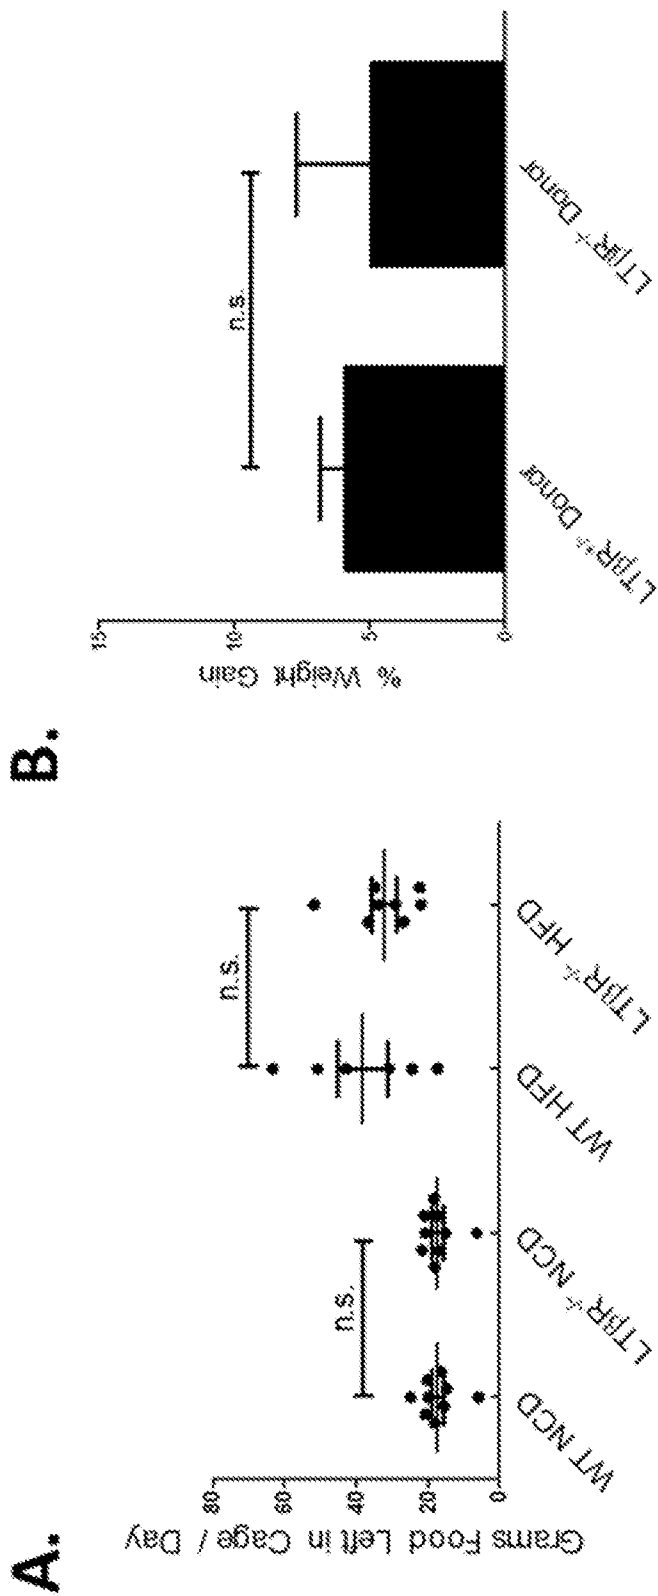 A.
Grams Food Left in Cage / Day
80
60
40
20
0
n.s.
n.s.
WT NCD
LTβR-/- NCD
WT HFD
LTβR-/- HFD
B.
% Weight Gain
15
10
5
0
n.s.
LTβR+/- Donor
LTβR-/- Donor